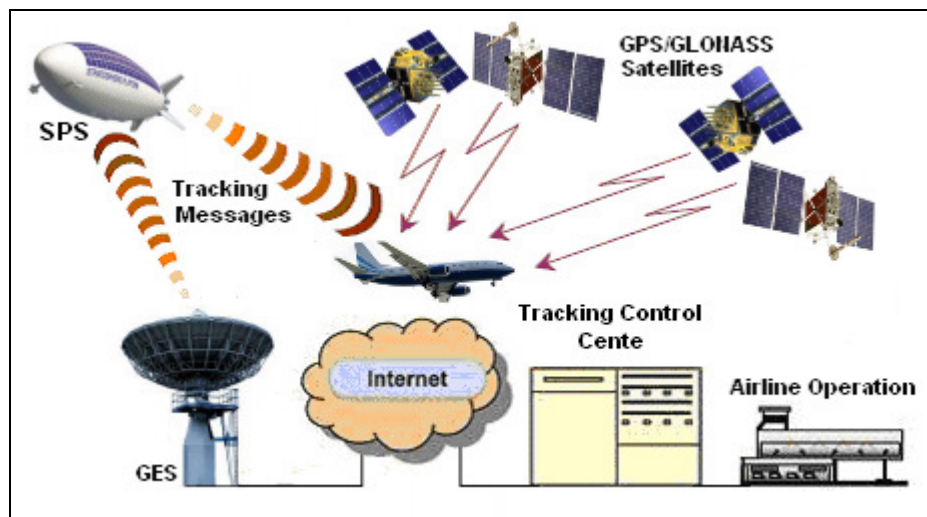 GPS/GLONASS
Satellites
SPS
Tracking
Messages
Tracking Control
Cente
Internet
Airline Operation
GES